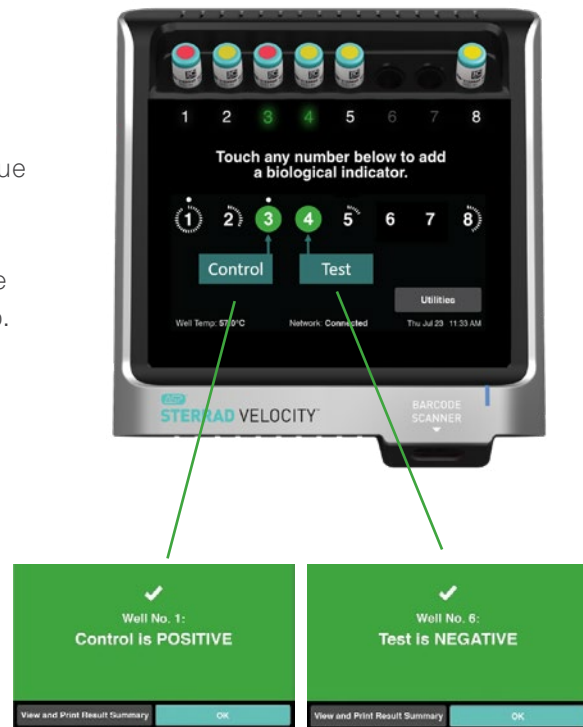 ue
e
o.
1 2 3 4 5 6 7 8
Touch any number below to add
a biological indicator.
1 2 3 4 5 6 7 8
Control
Test
Utilities
Well Temp: 57.0°C
Network: Connected
Thu Jul 23 11:33 AM
ASP
STERRAD VELOCITY™
BARCODE
SCANNER
Well No. 1:
Control is POSITIVE
View and Print Result Summary
OK
Well No. 6:
Test is NEGATIVE
View and Print Result Summary
OK